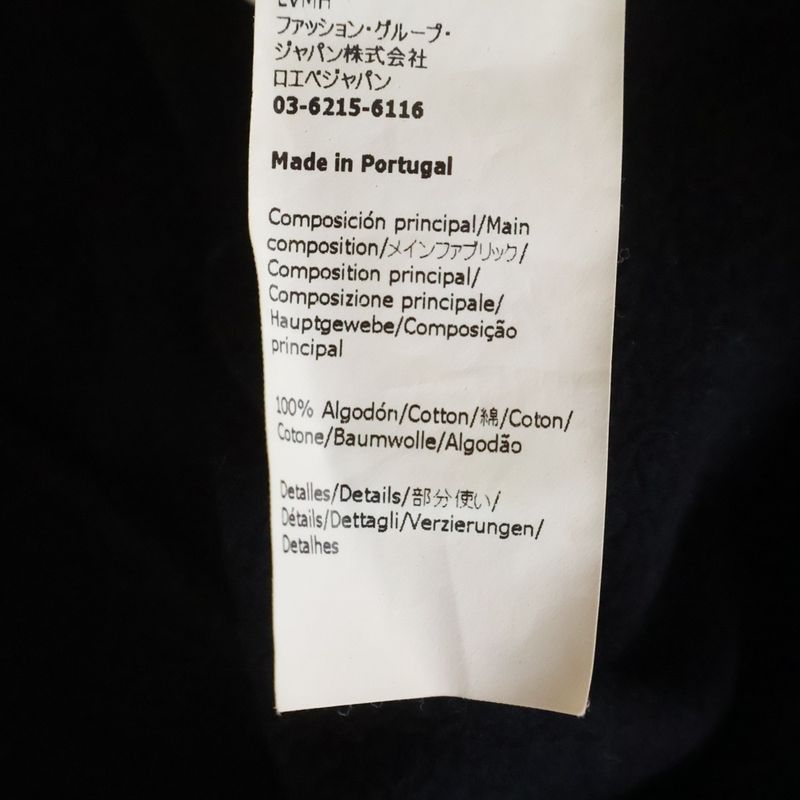 LVMH
ファッション・グループ・
ジャパン株式会社
ロエベジャパン
03-6215-6116
Made in Portugal
Composición principal/Main
composition/メインファブリック/
Composition principal/
Composizione principale/
Hauptgewebe/Composição
principal
100% Algodón/Cotton/綿/Coton/
Cotone/Baumwolle/Algodão
Detalles/Details/部分使い/
Détails/Dettagli/Verzierungen/
Detalhes